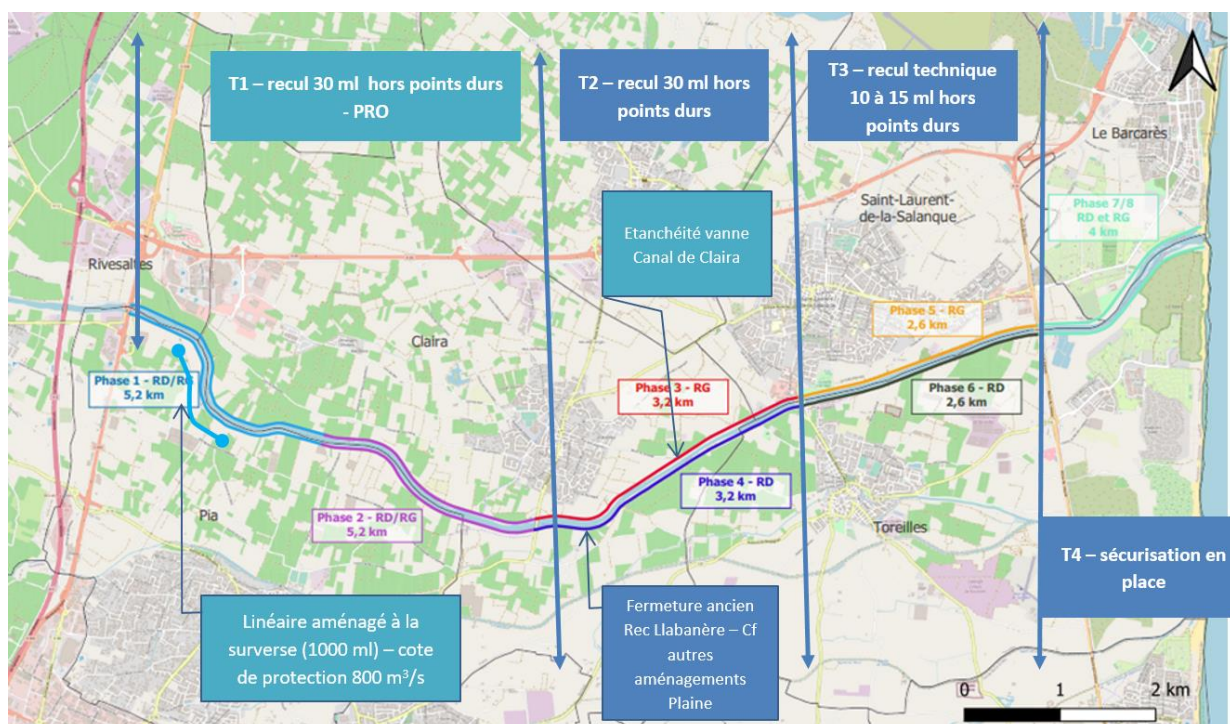 T1 – recul 30 ml hors points durs
- PRO
T2 – recul 30 ml hors
points durs
T3 – recul technique
10 à 15 ml hors
points durs
Le Barcarès
Saint-Laurent-
de-la-Salanque
Phase 7/8
RD et RG
4 km
Etanchéité vanne
Canal de Claira
Rivesaltes
Claira
Phase 5 - RG
2,6 km
Phase 1 - RD/RG
5,2 km
Phase 3 - RG
3,2 km
Phase 6 - RD
2,6 km
Phase 4 - RD
3,2 km
Pia
Phase 2 - RD/RG
5,2 km
Toreilles
T4 – sécurisation en
place
Linéaire aménagé à la
surverse (1000 ml) – cote
de protection 800 m³/s
Fermeture ancien
Rec Llabanère – Cf
autres
aménagements
Plaine
0 1 2 km